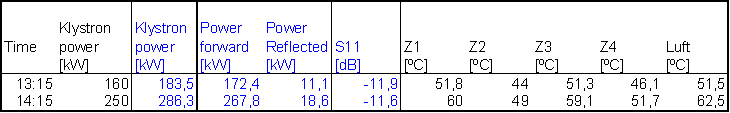 Klystron Klystron Power Power
Time power power forward Reflected S11 Z1 Z2 Z3 Z4 Luft
[kW] [kW] [kW] [kW] [dB] [ºC] [ºC] [ºC] [ºC] [ºC]
13:15 160 183,5 172,4 11,1 -11,9 51,8 44 51,3 46,1 51,5
14:15 250 286,3 267,8 18,6 -11,6 60 49 59,1 51,7 62,5